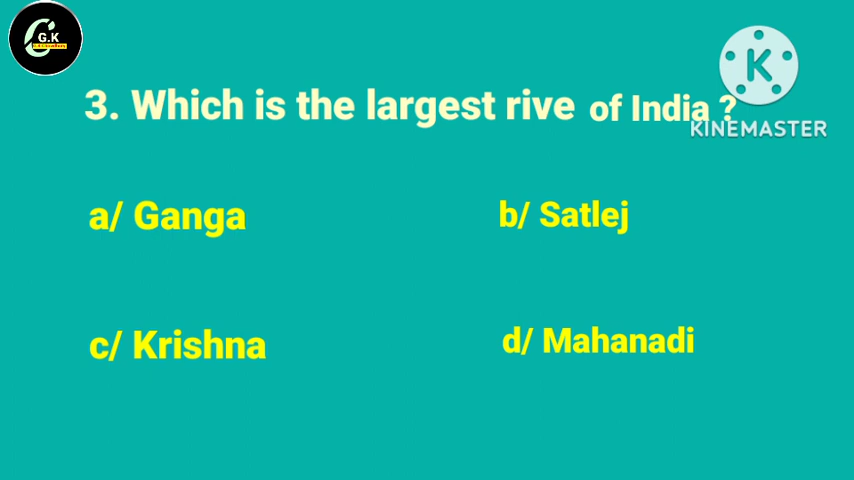 G.K
3. Which is the largest rive of India ?
KINEMASTER
a/ Ganga
b/ Satlej
c/ Krishna
d/ Mahanadi